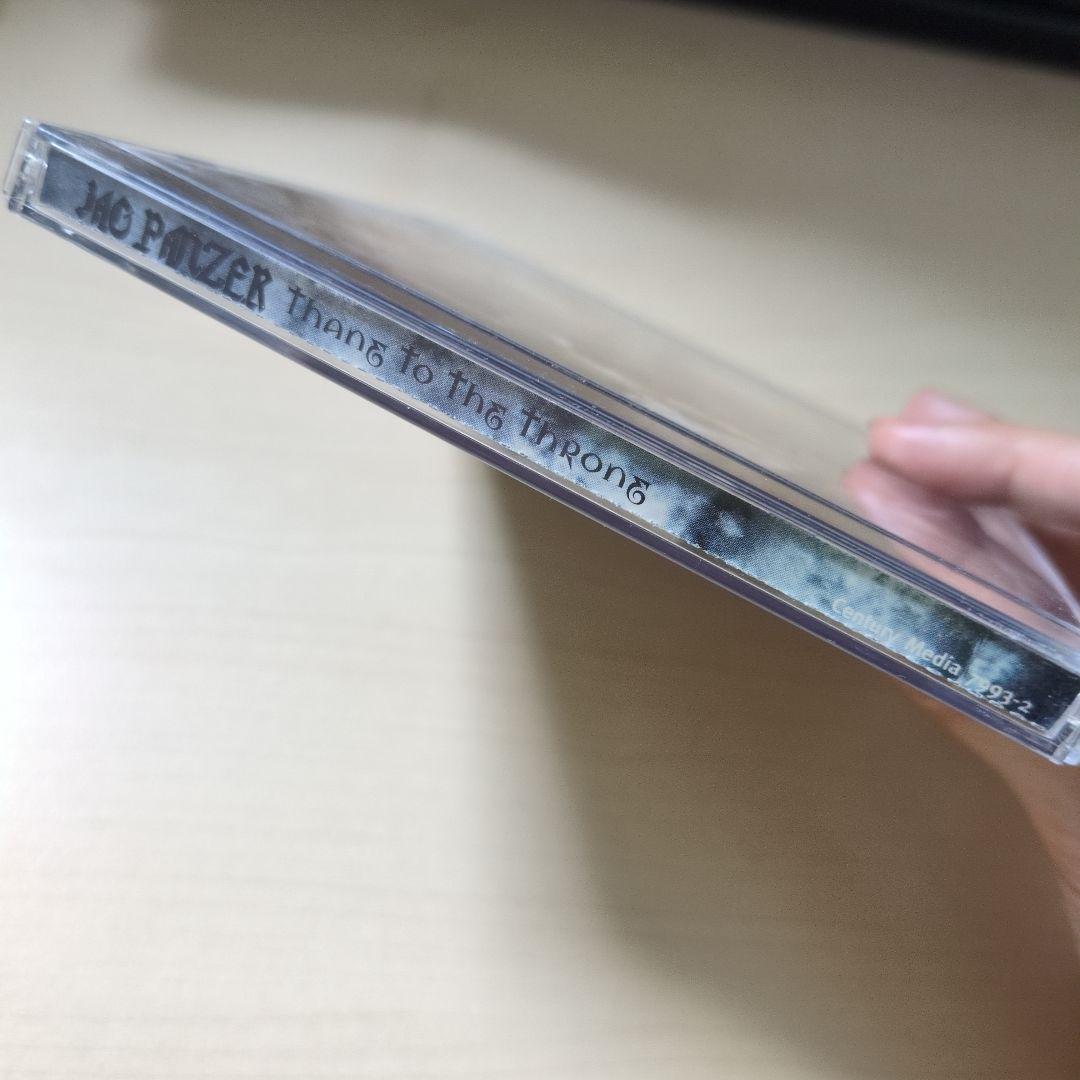 JAG PANZER Thane To The Throne
Century Media 7993-2